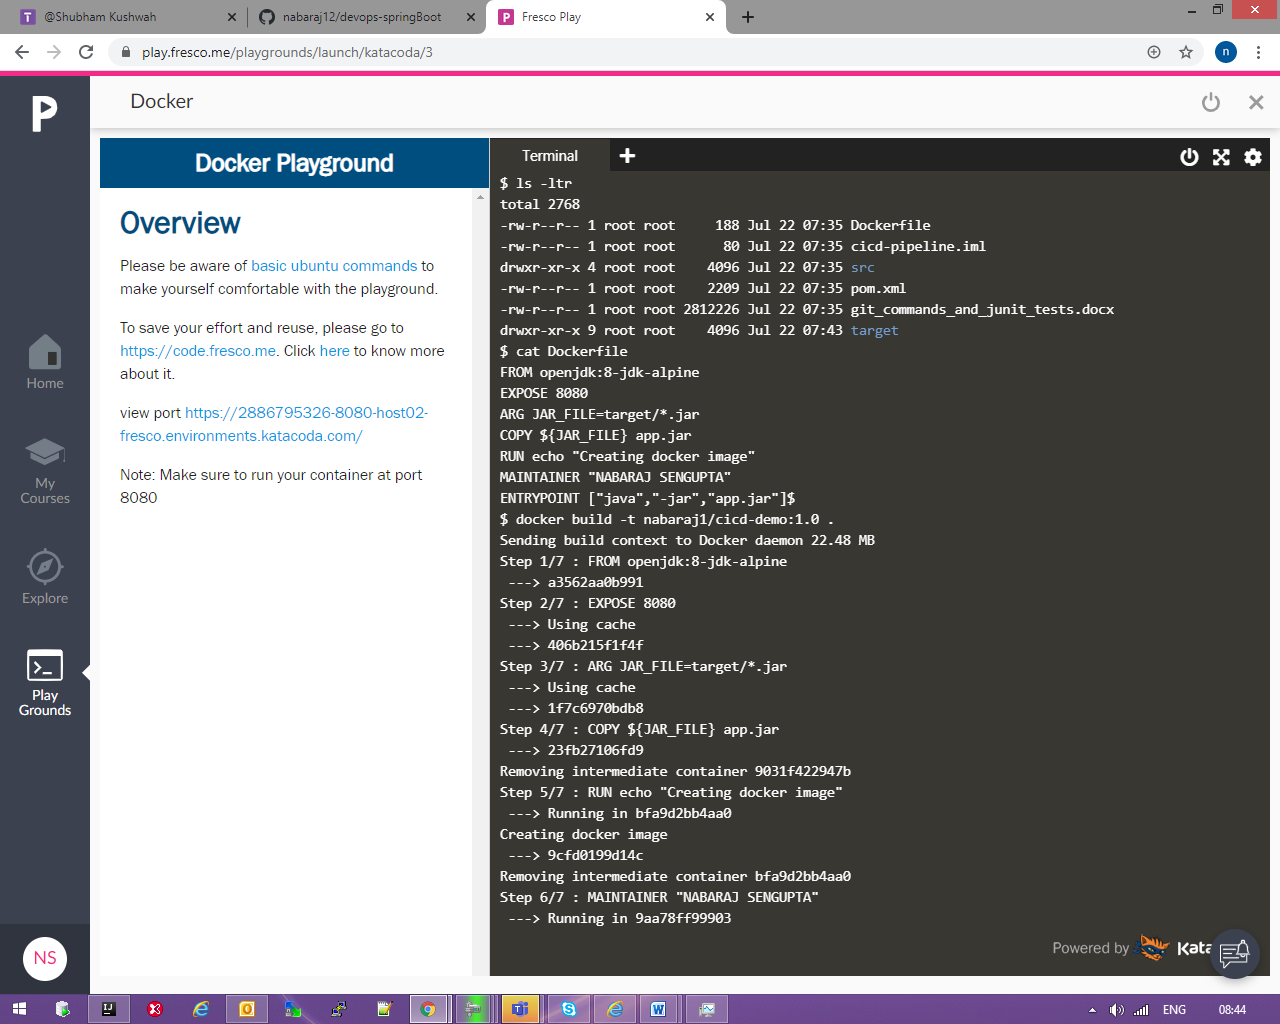 @Shubham Kushwah
nabaraj12/devops-springBoot
Fresco Play
play.fresco.me/playgrounds/launch/katacoda/3
n
Docker
Home
My
Courses
Explore
Play
Grounds
NS
Docker Playground
Overview
Please be aware of basic ubuntu commands to
make yourself comfortable with the playground.
To save your effort and reuse, please go to
https://code.fresco.me. Click here to know more
about it.
view port https://2886795326-8080-host02-
fresco.environments.katacoda.com/
Note: Make sure to run your container at port
8080
Terminal
$ ls -ltr
total 2768
-rw-r--r-- 1 root root     188 Jul 22 07:35 Dockerfile
-rw-r--r-- 1 root root      80 Jul 22 07:35 cicd-pipeline.iml
drwxr-xr-x 4 root root    4096 Jul 22 07:35 src
-rw-r--r-- 1 root root    2209 Jul 22 07:35 pom.xml
-rw-r--r-- 1 root root 2812226 Jul 22 07:35 git_commands_and_junit_tests.docx
drwxr-xr-x 9 root root    4096 Jul 22 07:43 target
$ cat Dockerfile
FROM openjdk:8-jdk-alpine
EXPOSE 8080
ARG JAR_FILE=target/*.jar
COPY ${JAR_FILE} app.jar
RUN echo "Creating docker image"
MAINTAINER "NABARAJ SENGUPTA"
ENTRYPOINT ["java","-jar","app.jar"]$
$ docker build -t nabaraj1/cicd-demo:1.0 .
Sending build context to Docker daemon 22.48 MB
Step 1/7 : FROM openjdk:8-jdk-alpine
 ---> a3562aa0b991
Step 2/7 : EXPOSE 8080
 ---> Using cache
 ---> 406b215f1f4f
Step 3/7 : ARG JAR_FILE=target/*.jar
 ---> Using cache
 ---> 1f7c6970bdb8
Step 4/7 : COPY ${JAR_FILE} app.jar
 ---> 23fb27106fd9
Removing intermediate container 9031f422947b
Step 5/7 : RUN echo "Creating docker image"
 ---> Running in bfa9d2bb4aa0
Creating docker image
 ---> 9cfd0199d14c
Removing intermediate container bfa9d2bb4aa0
Step 6/7 : MAINTAINER "NABARAJ SENGUPTA"
 ---> Running in 9aa78ff99903
Powered by Kata
ENG 08:44